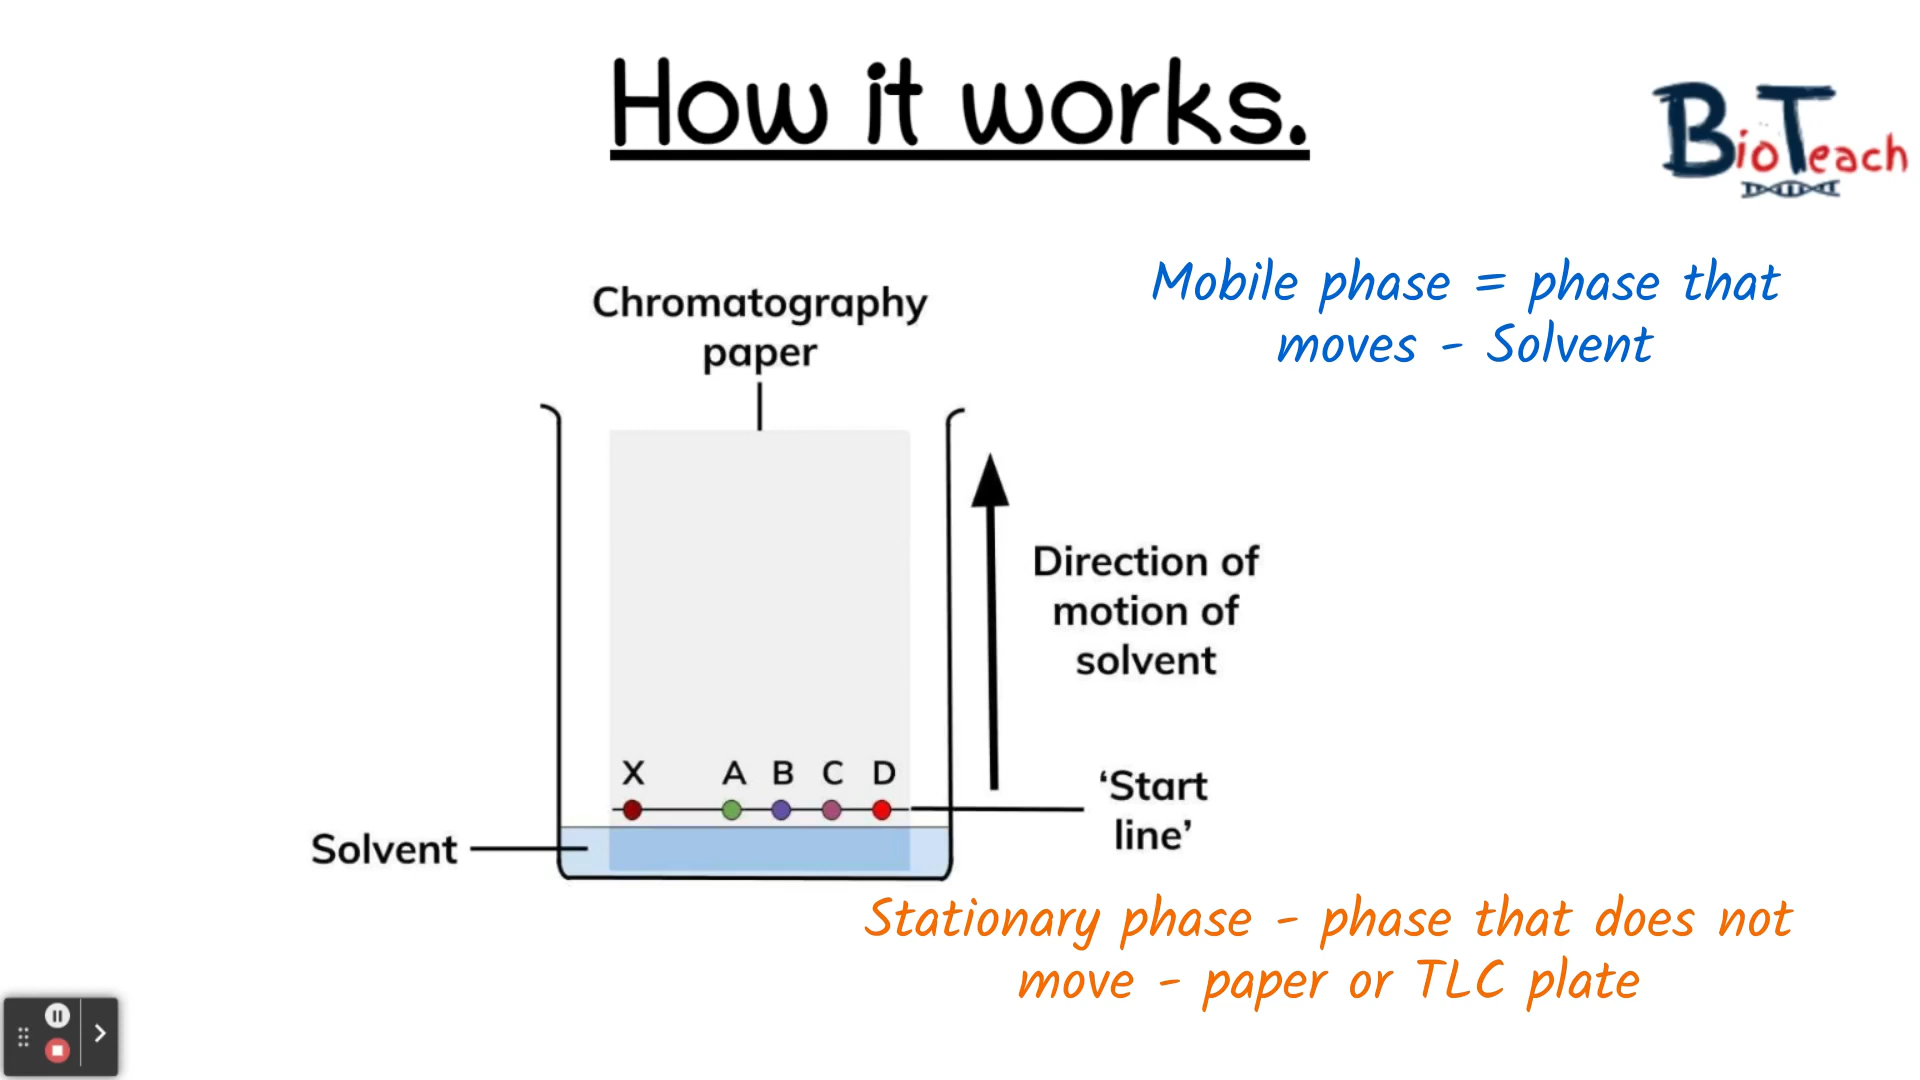 How it works.
BioTeach
Mobile phase = phase that
moves - Solvent
Chromatography
paper
Direction of
motion of
solvent
X A B C D
‘Start
line’
Solvent
Stationary phase - phase that does not
move - paper or TLC plate